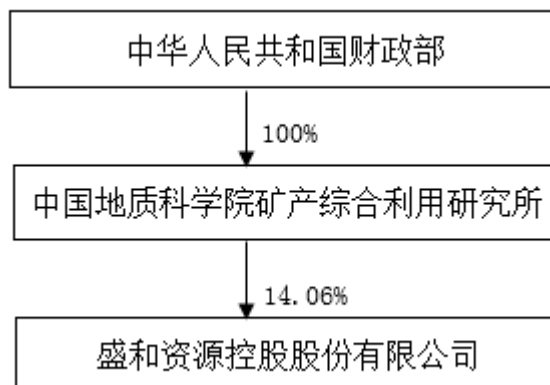 中华人民共和国财政部
100%
中国地质科学院矿产综合利用研究所
14.06%
盛和资源控股股份有限公司